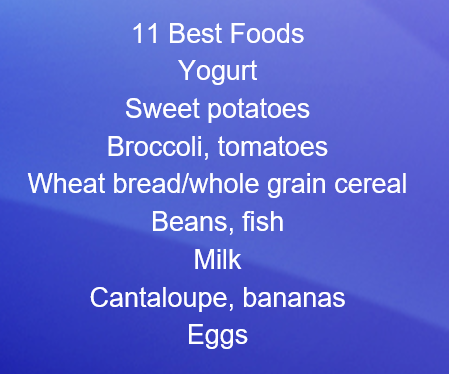 11 Best Foods
Yogurt
Sweet potatoes
Broccoli, tomatoes
Wheat bread/whole grain cereal
Beans, fish
Milk
Cantaloupe, bananas
Eggs